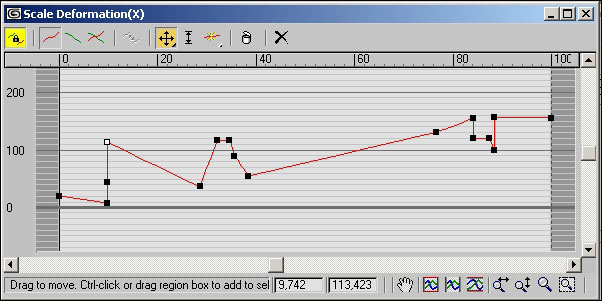 Scale Deformation(X)
0 20 40 60 80 100
200
100
0
Drag to move. Ctrl-click or drag region box to add to sel
9,742
113,423